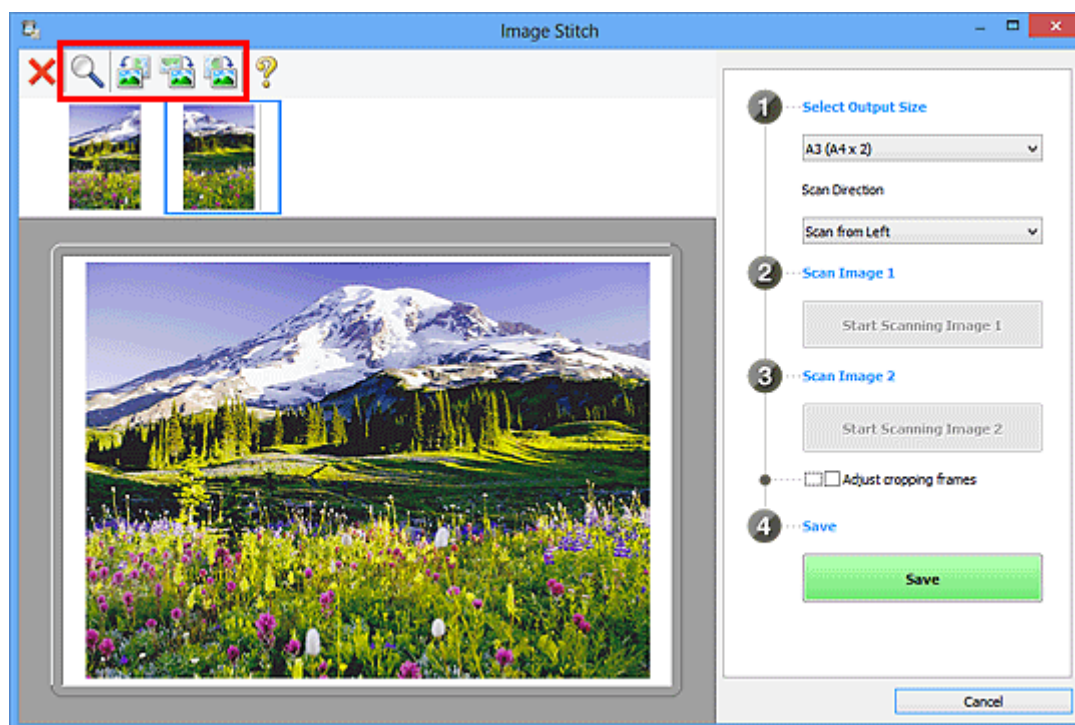 Image Stitch
1 Select Output Size
A3 (A4 x 2)
Scan Direction
Scan from Left
2 Scan Image 1
Start Scanning Image 1
3 Scan Image 2
Start Scanning Image 2
Adjust cropping frames
4 Save
Save
Cancel